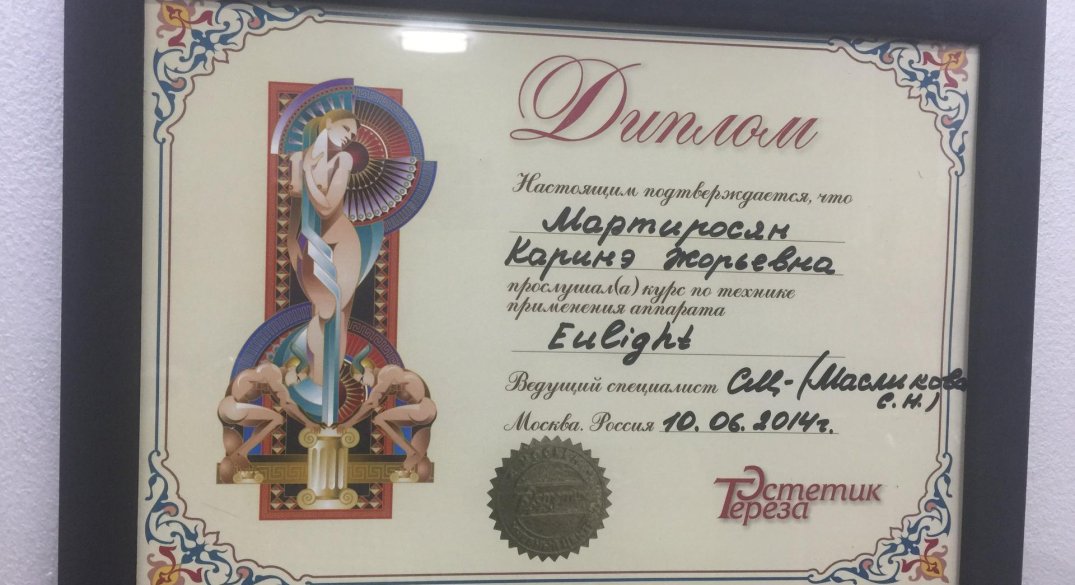 Диплом
Настоящим подтверждается, что
Мартиросян
Каринэ Жорьевна
прослушал(а) курс по технике
применения аппарата
Eulight
Ведущий специалист СМЦ-(Масликова
С.Н.)
Москва. Россия 10.06.2014г.
Эстетик
Тереза